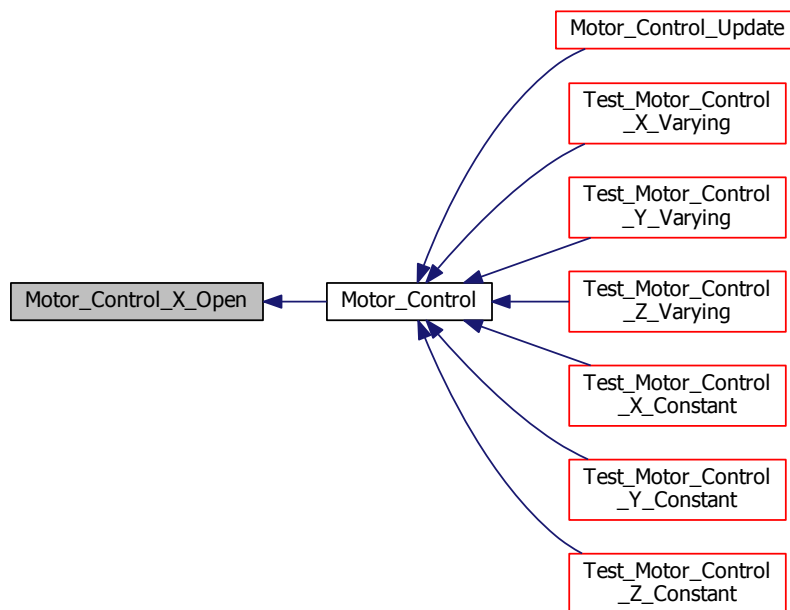 Motor_Control_Update
Test_Motor_Control
_X_Varying
Test_Motor_Control
_Y_Varying
Motor_Control_X_Open
Motor_Control
Test_Motor_Control
_Z_Varying
Test_Motor_Control
_X_Constant
Test_Motor_Control
_Y_Constant
Test_Motor_Control
_Z_Constant